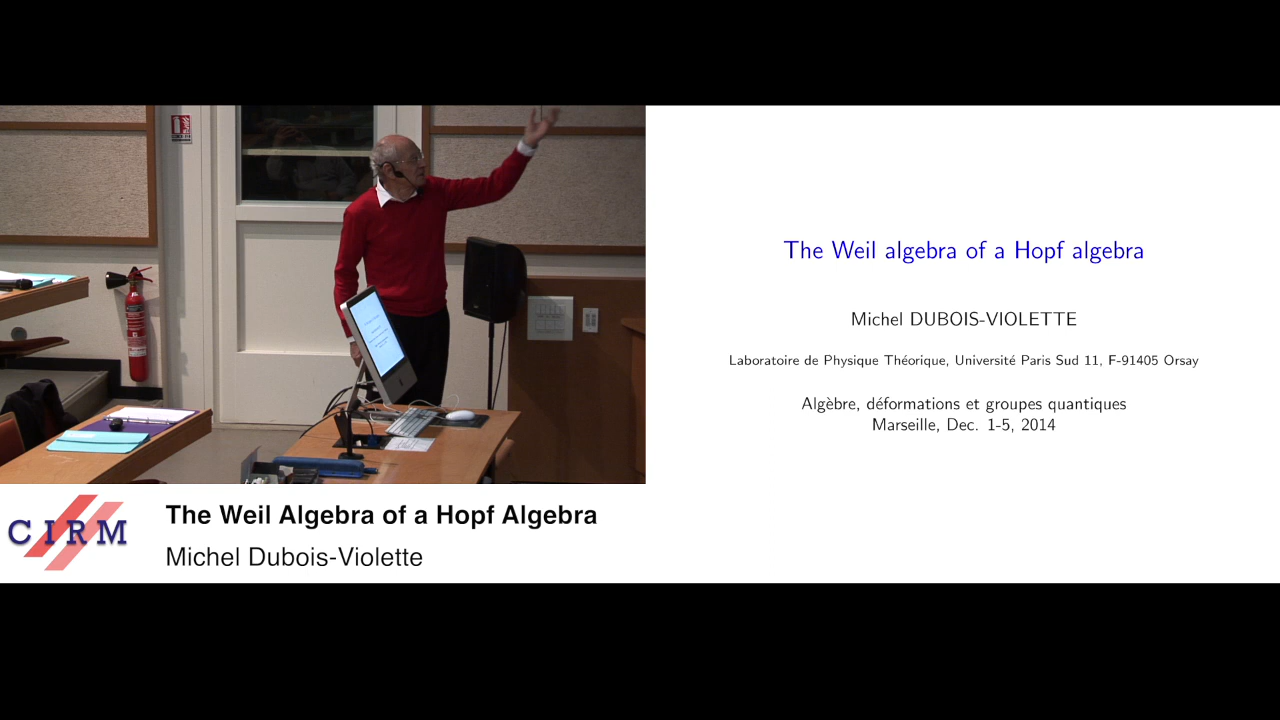 The Weil algebra of a Hopf algebra
Michel DUBOIS-VIOLETTE
Laboratoire de Physique Théorique, Université Paris Sud 11, F-91405 Orsay
Algèbre, déformations et groupes quantiques
Marseille, Dec. 1-5, 2014
CIRM
The Weil Algebra of a Hopf Algebra
Michel Dubois-Violette